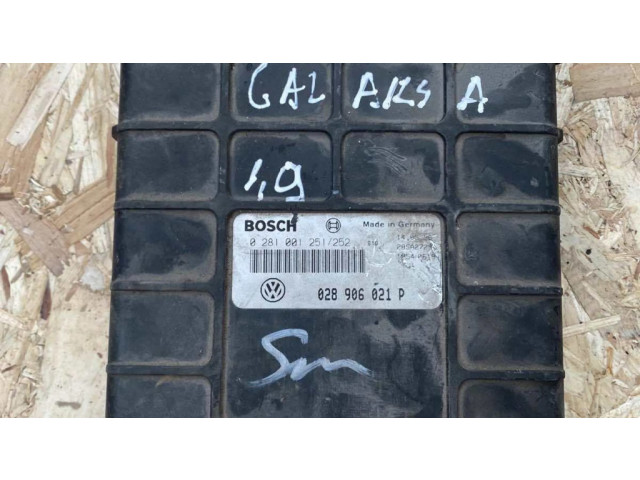 GAL AKS A
1,9
BOSCH Made in Germany
0 281 001 251/252
028 906 021 P